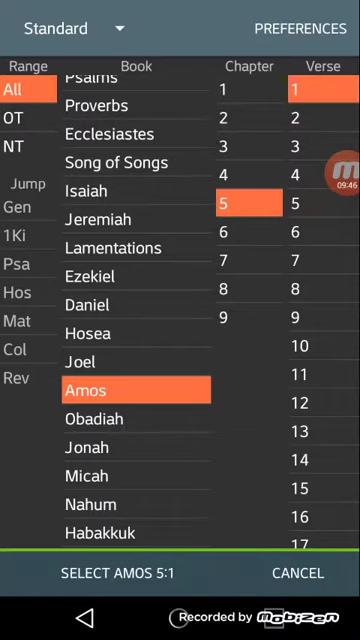 Standard PREFERENCES
Range Book Chapter Verse
All
OT
NT
Jump
Gen
1Ki
Psa
Hos
Mat
Col
Rev
Psalms
Proverbs
Ecclesiastes
Song of Songs
Isaiah
Jeremiah
Lamentations
Ezekiel
Daniel
Hosea
Joel
Amos
Obadiah
Jonah
Micah
Nahum
Habakkuk
1
2
3
4
5
6
7
8
9
1
2
3
4
5
6
7
8
9
10
11
12
13
14
15
16
17
m
09:46
SELECT AMOS 5:1 CANCEL
Recorded by Mobizen